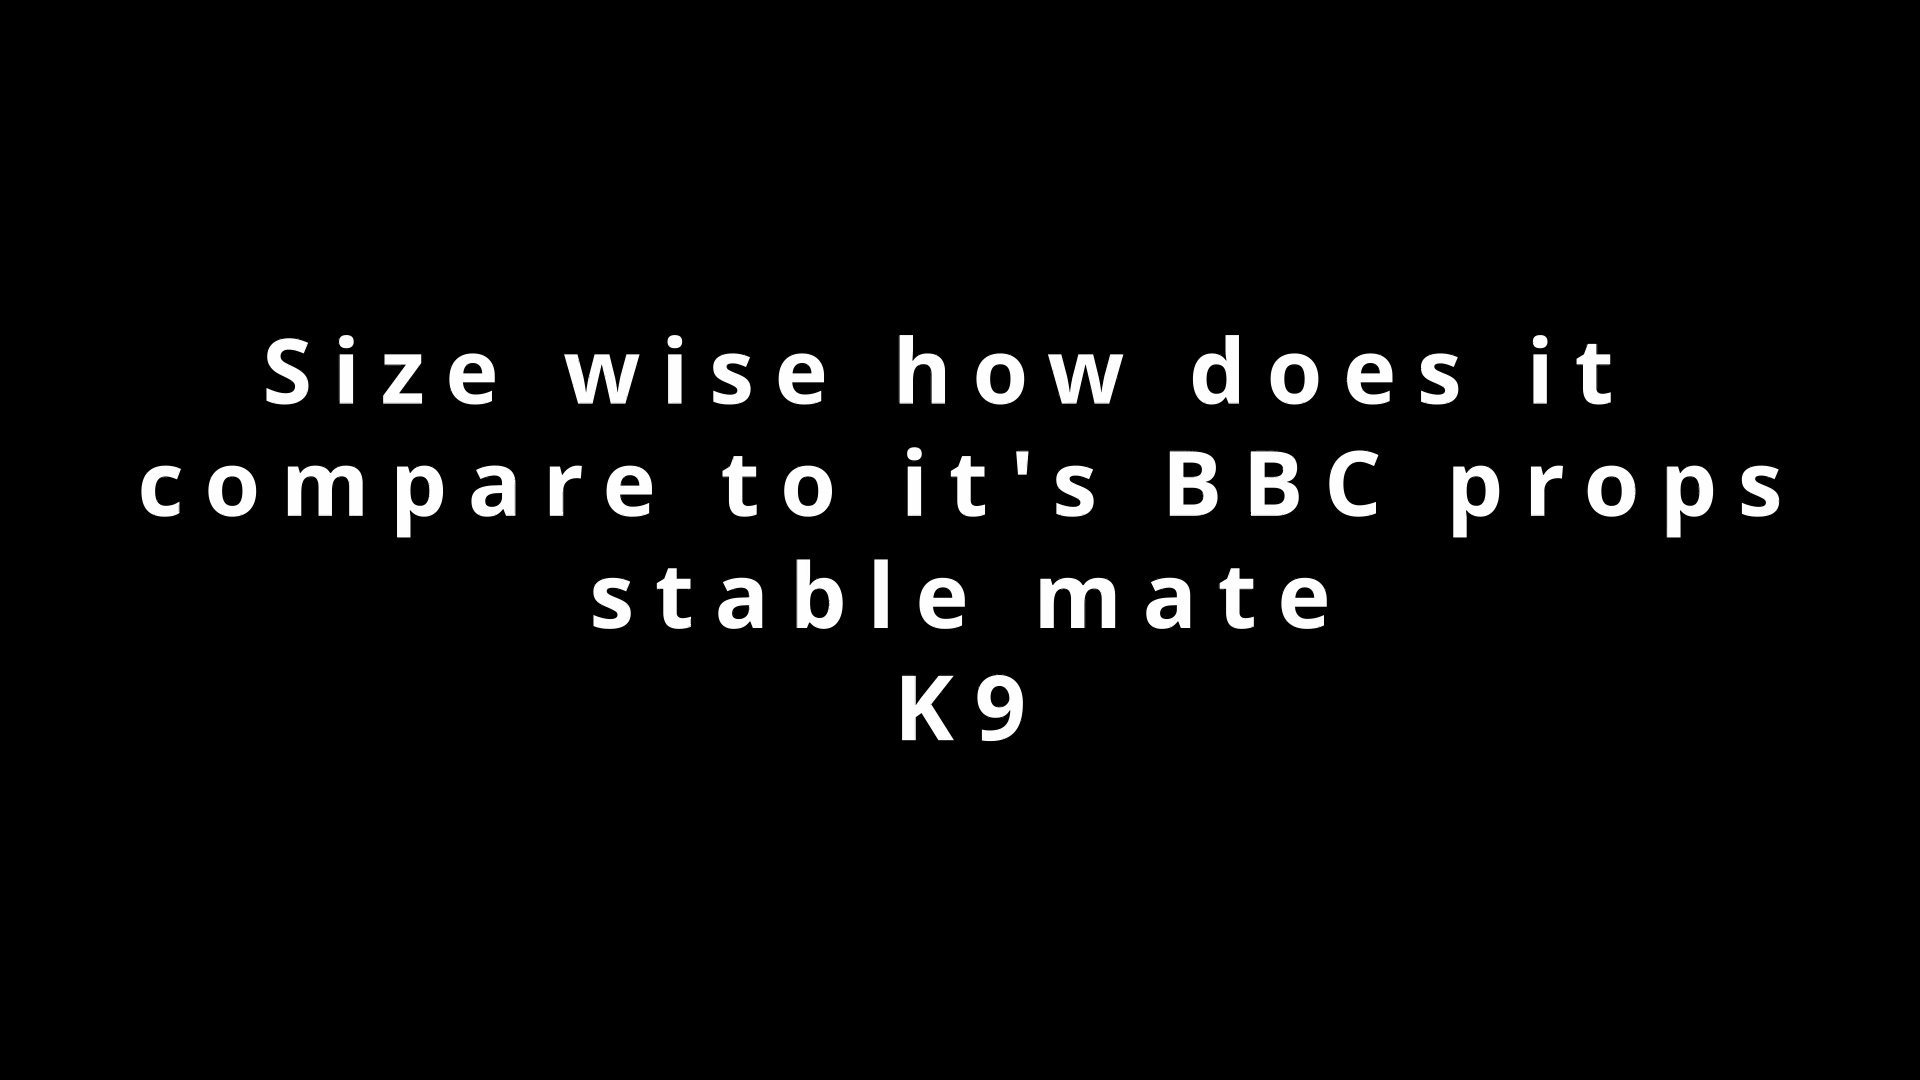 Size wise how does it
compare to it's BBC props
stable mate
K9